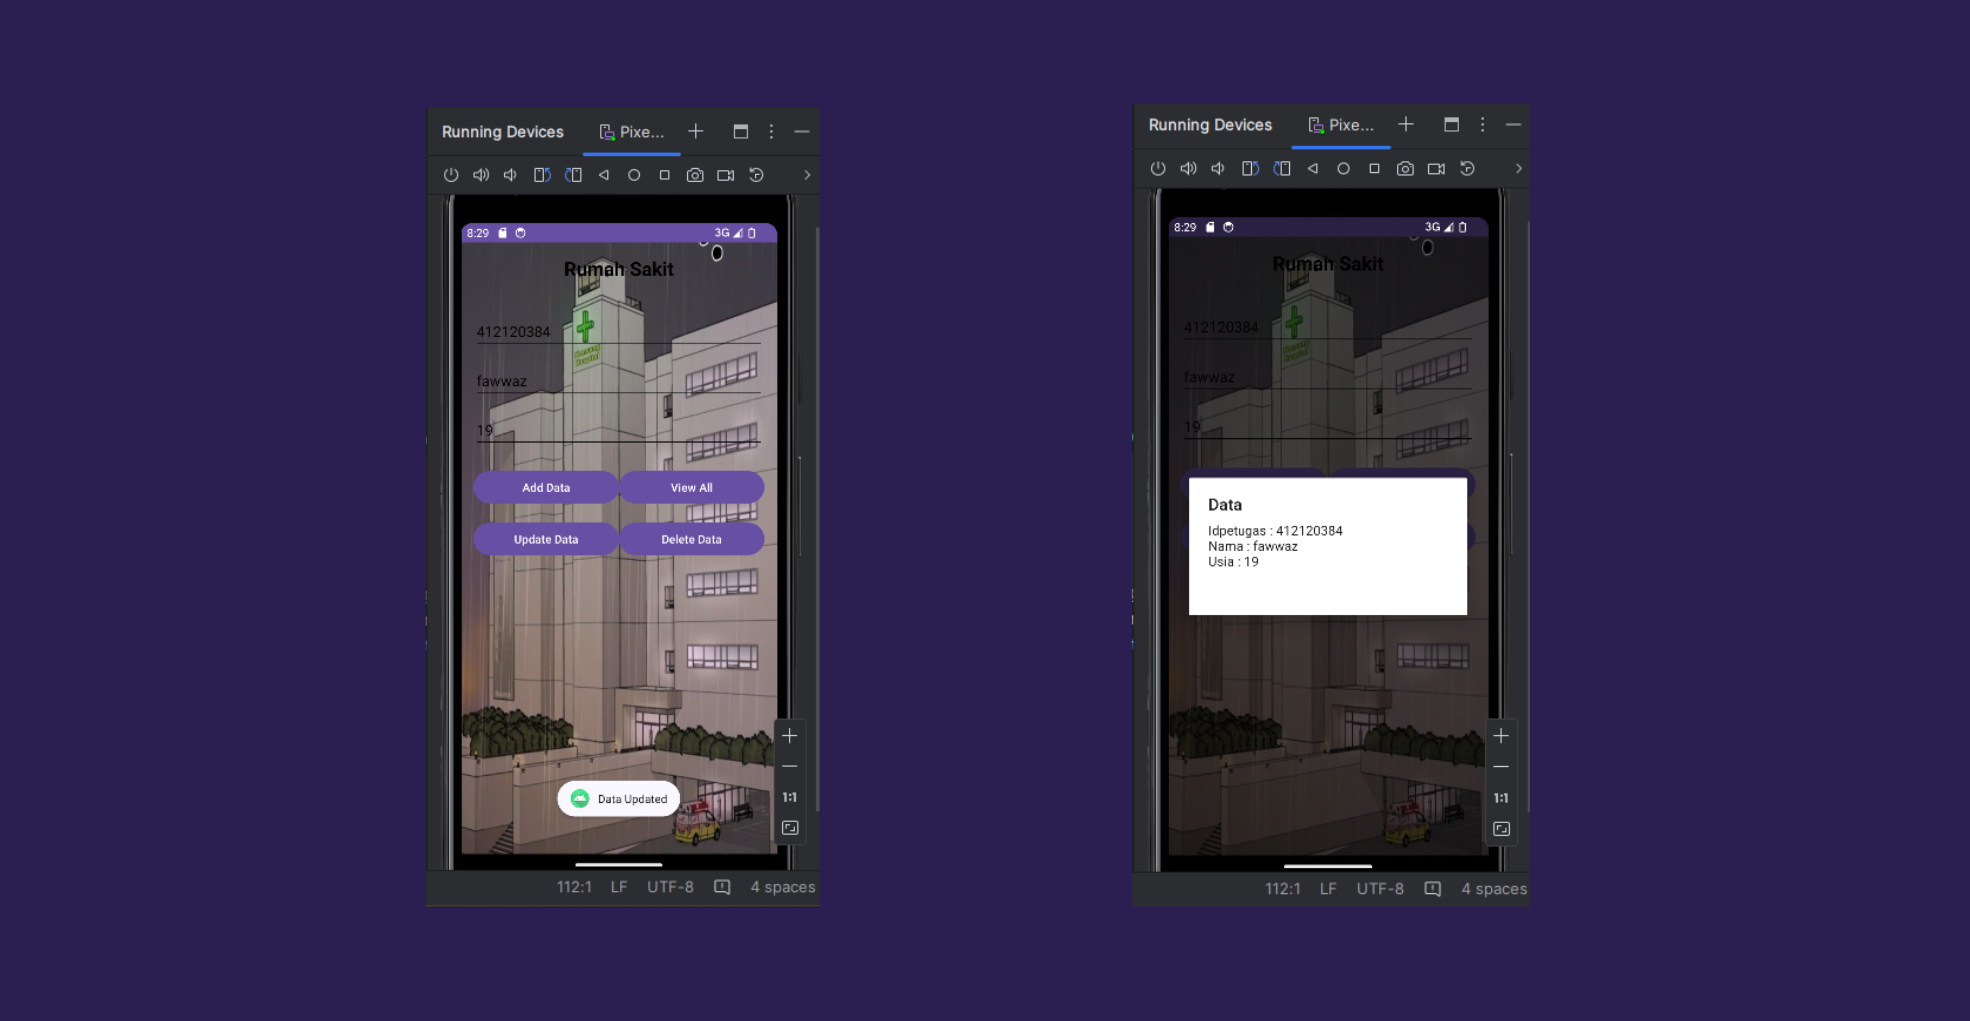 Running Devices
Pixe...
8:29
3G
Rumah Sakit
412120384
fawwaz
19
Add Data
View All
Update Data
Delete Data
Data Updated
1:1
112:1 LF UTF-8 4 spaces
Running Devices
Pixe...
8:29
3G
Rumah Sakit
412120384
fawwaz
19
Data
Idpetugas : 412120384
Nama : fawwaz
Usia : 19
1:1
112:1 LF UTF-8 4 spaces